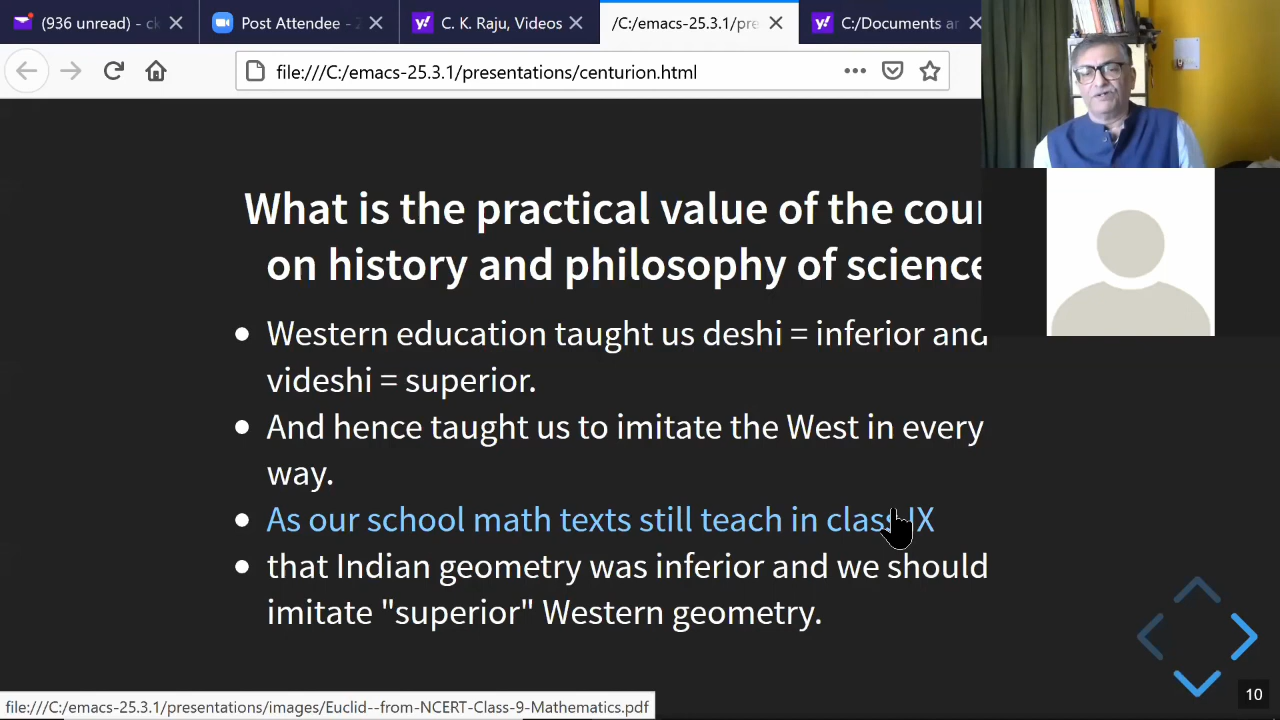 (936 unread) - ck
Post Attendee - 2
C. K. Raju, Videos
/C:/emacs-25.3.1/pre
C:/Documents ar
file:///C:/emacs-25.3.1/presentations/centurion.html
What is the practical value of the cour
on history and philosophy of science
Western education taught us deshi = inferior and
videshi = superior.
And hence taught us to imitate the West in every
way.
As our school math texts still teach in class IX
that Indian geometry was inferior and we should
imitate "superior" Western geometry.
10
file:///C:/emacs-25.3.1/presentations/images/Euclid--from-NCERT-Class-9-Mathematics.pdf